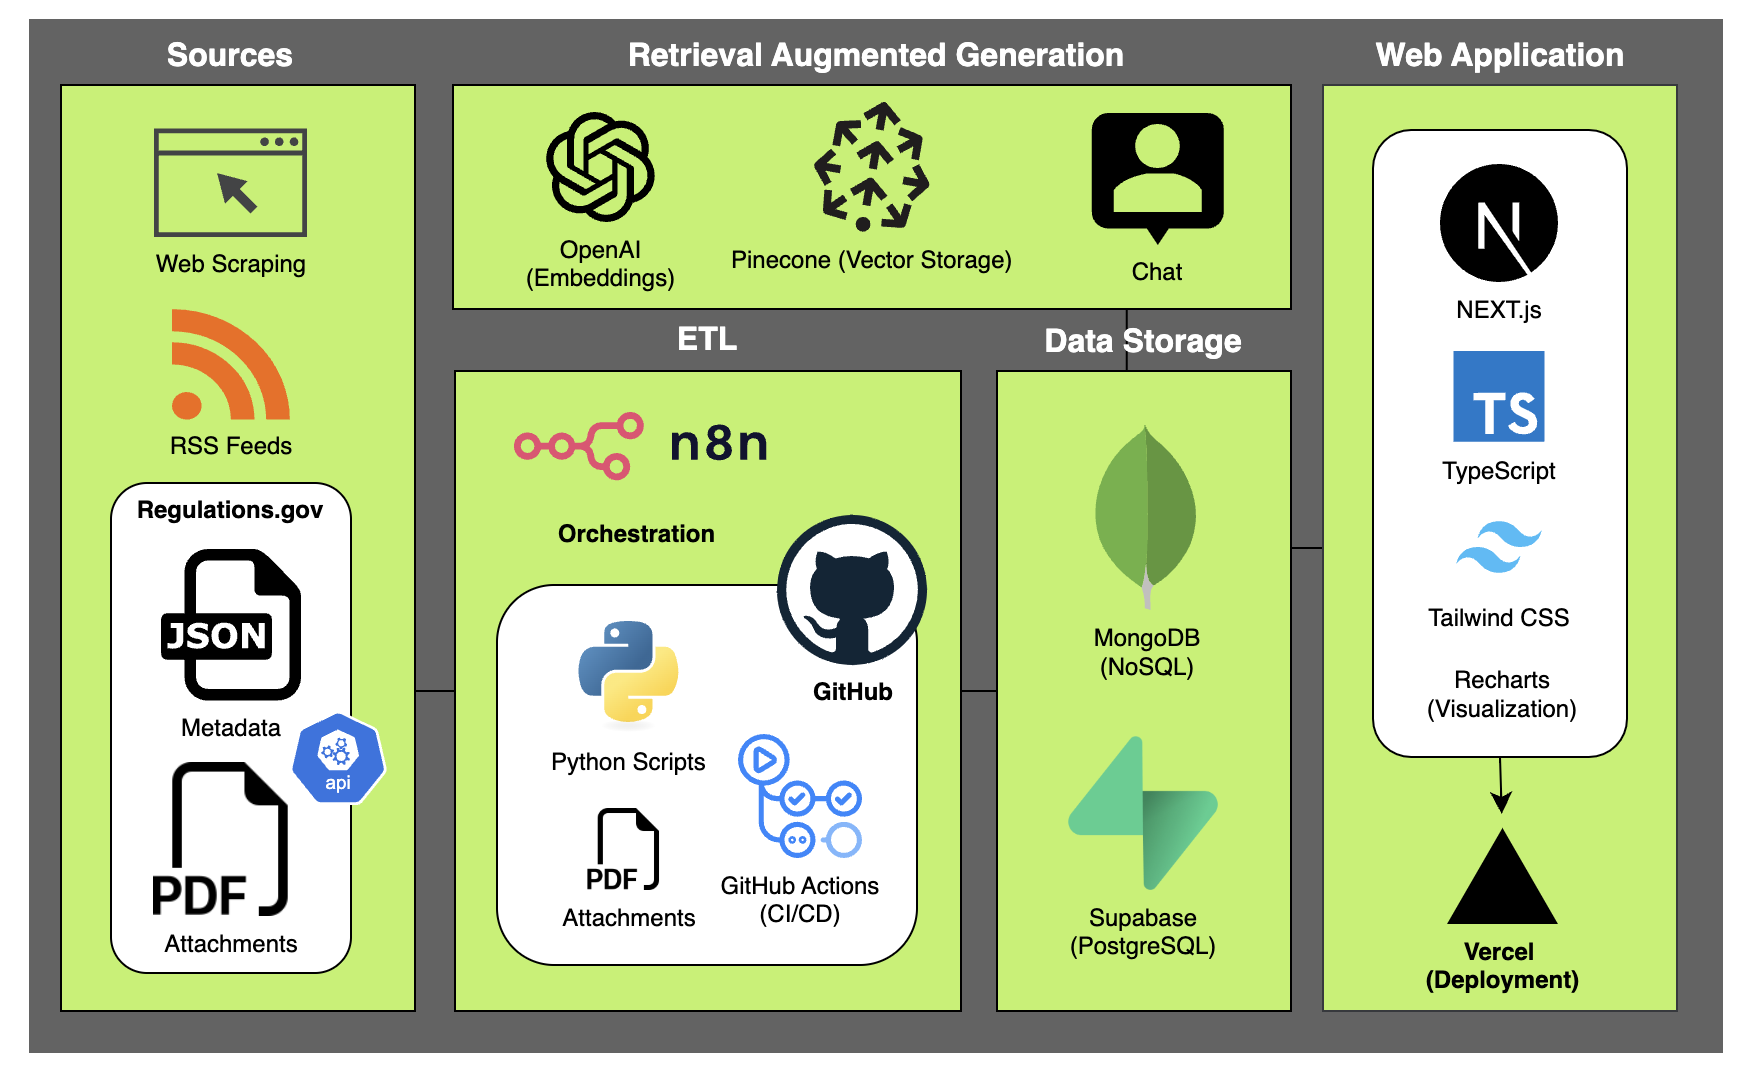 Sources
Web Scraping
RSS Feeds
Regulations.gov
JSON
Metadata
api
PDF
Attachments
Retrieval Augmented Generation
OpenAI
(Embeddings)
Pinecone (Vector Storage)
Chat
ETL
n8n
Orchestration
GitHub
Python Scripts
PDF
Attachments
GitHub Actions
(CI/CD)
Data Storage
MongoDB
(NoSQL)
Supabase
(PostgreSQL)
Web Application
N
NEXT.js
TS
TypeScript
Tailwind CSS
Recharts
(Visualization)
Vercel
(Deployment)